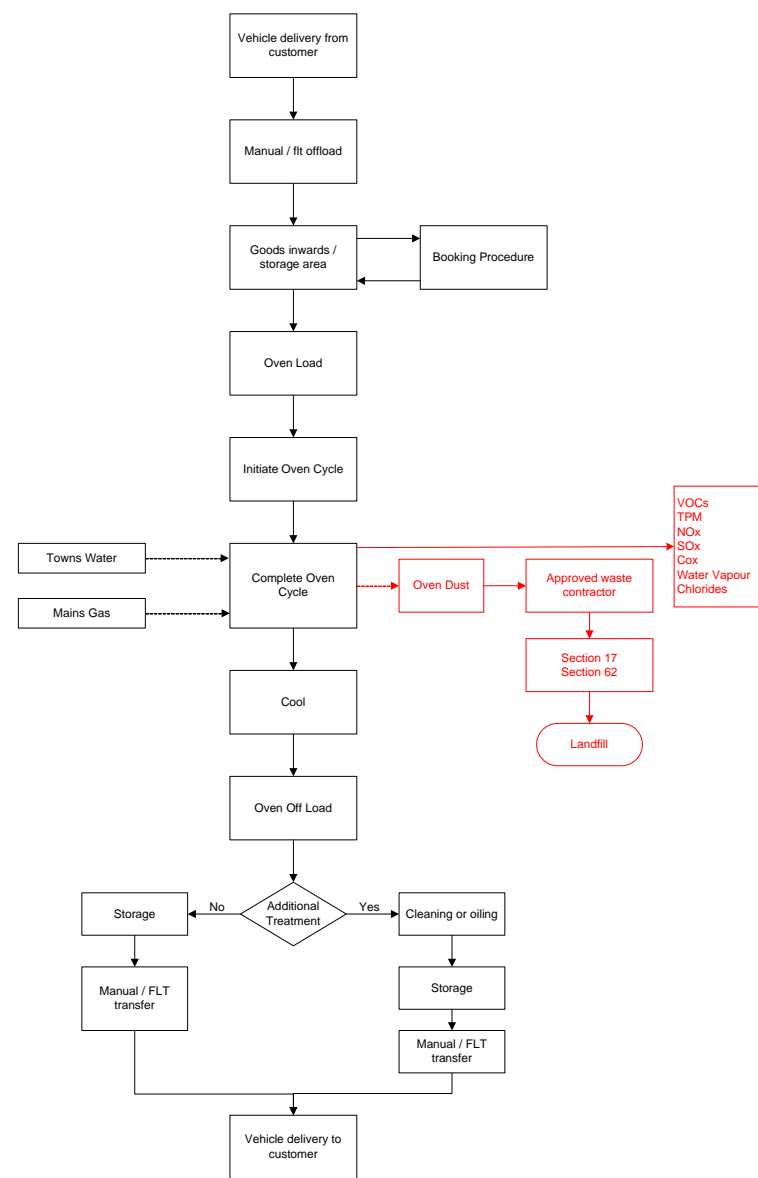 Vehicle delivery from
customer
Manual / flt offload
Goods inwards /
storage area
Booking Procedure
Oven Load
Initiate Oven Cycle
Towns Water
Mains Gas
Complete Oven
Cycle
Oven Dust
Approved waste
contractor
VOCs
TPM
NOx
SOx
Cox
Water Vapour
Chlorides
Section 17
Section 62
Landfill
Cool
Oven Off Load
Additional
Treatment
No
Yes
Storage
Manual / FLT
transfer
Cleaning or oiling
Storage
Manual / FLT
transfer
Vehicle delivery to
customer